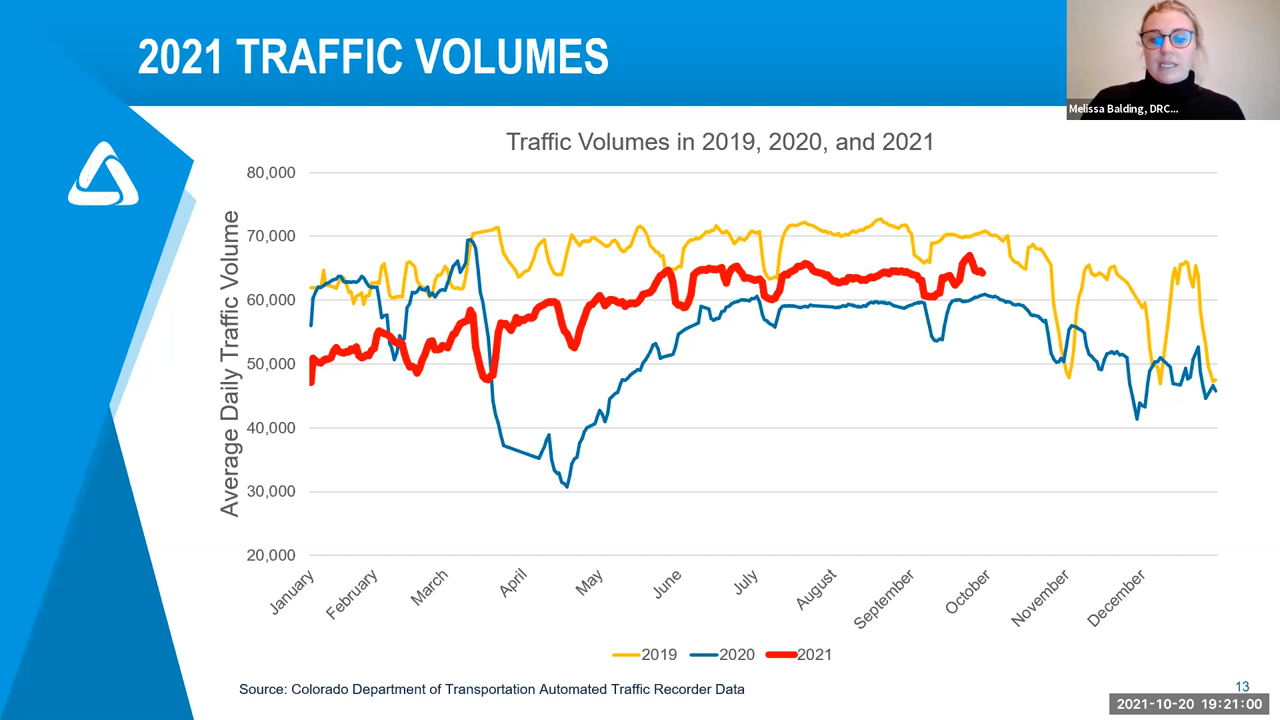 2021 TRAFFIC VOLUMES
Melissa Balding, DRC...
Traffic Volumes in 2019, 2020, and 2021
Average Daily Traffic Volume
80,000
70,000
60,000
50,000
40,000
30,000
20,000
January
February
March
April
May
June
July
August
September
October
November
December
2019 2020 2021
Source: Colorado Department of Transportation Automated Traffic Recorder Data
13
2021-10-20 19:21:00